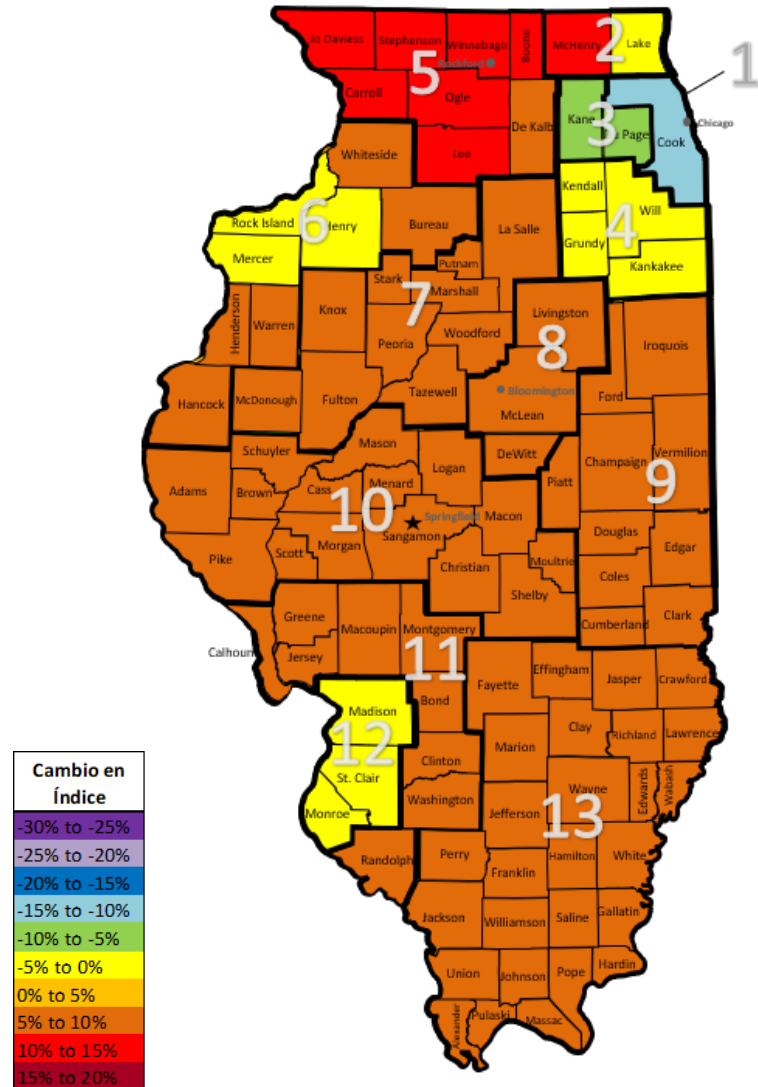 Jo Daviess
Stephenson
Winnebago
Boone
McHenry
2
Lake
1
Rockford
5
Carroll
Ogle
De Kalb
Kane
3
Page
Cook
Chicago
Lee
Whiteside
Kendall
Will
Rock Island
6
Henry
Bureau
La Salle
4
Grundy
Mercer
Kankakee
Putnam
Stark
Marshall
7
Henderson
Warren
Knox
Peoria
Woodford
Livingston
8
Iroquois
Hancock
McDonough
Fulton
Tazewell
Bloomington
McLean
Ford
Schuyler
Mason
Logan
DeWitt
Champaign
Vermilion
9
Piatt
Adams
Brown
Cass
Menard
10
Springfield
Sangamon
Macon
Pike
Scott
Morgan
Christian
Moultrie
Douglas
Edgar
Coles
Shelby
Greene
Macoupin
Montgomery
Cumberland
Clark
Calhoun
Jersey
11
Fayette
Effingham
Jasper
Crawford
Madison
Bond
12
Clay
Richland
Lawrence
Marion
St. Clair
Clinton
Wayne
Edwards
Wabash
Monroe
Washington
Jefferson
13
Randolph
Perry
Hamilton
White
Franklin
Jackson
Williamson
Saline
Gallatin
Union
Johnson
Pope
Hardin
Alexander
Pulaski
Massac
Cambio en
Índice
-30% to -25%
-25% to -20%
-20% to -15%
-15% to -10%
-10% to -5%
-5% to 0%
0% to 5%
5% to 10%
10% to 15%
15% to 20%